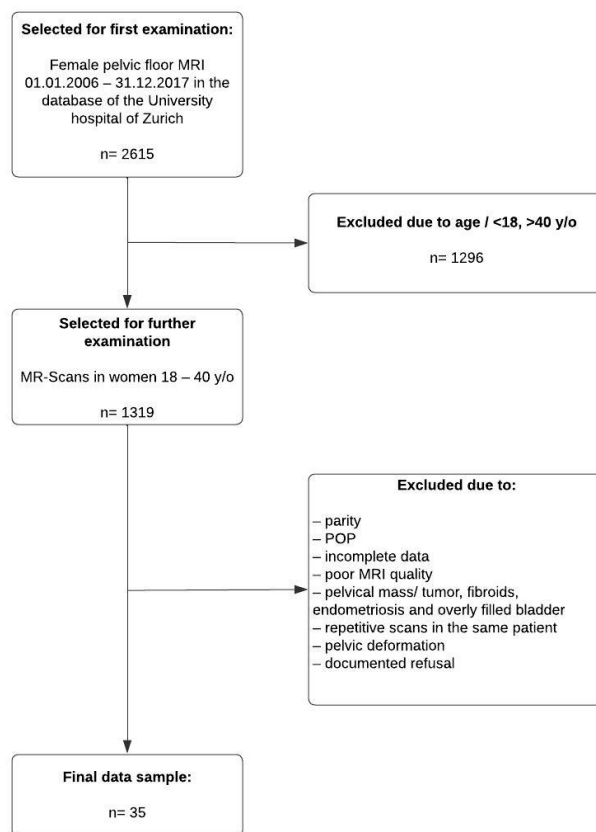 Selected for first examination:
Female pelvic floor MRI
01.01.2006 – 31.12.2017 in the
database of the University
hospital of Zurich
n= 2615
Excluded due to age / <18, >40 y/o
n= 1296
Selected for further
examination
MR-Scans in women 18 – 40 y/o
n= 1319
Excluded due to:
– parity
– POP
– incomplete data
– poor MRI quality
– pelvical mass/ tumor, fibroids,
endometriosis and overly filled bladder
– repetitive scans in the same patient
– pelvic deformation
– documented refusal
Final data sample:
n= 35